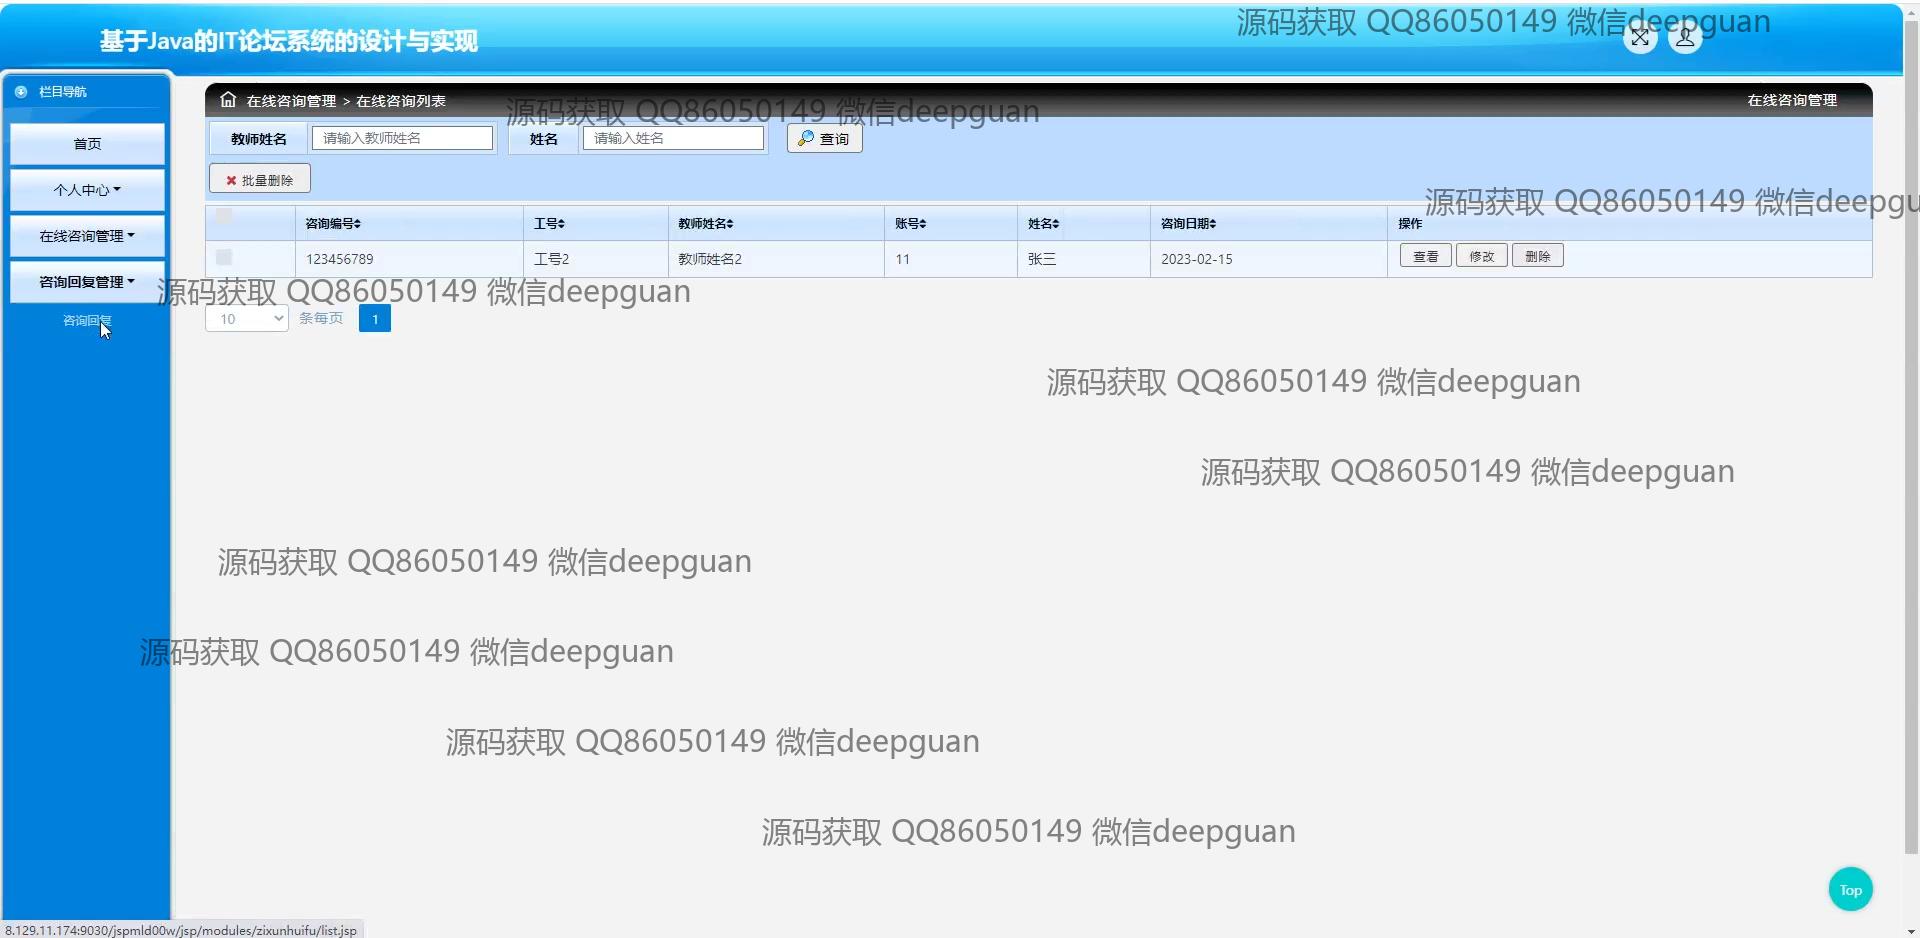 源码获取 QQ86050149 微信deepguan
基于Java的IT论坛系统的设计与实现
栏目导航
首页
个人中心
在线咨询管理
咨询回复管理
咨询回复
在线咨询管理 > 在线咨询列表
在线咨询管理
源码获取 QQ86050149 微信deepguan
教师姓名 请输入教师姓名 姓名 请输入姓名 查询
批量删除
源码获取 QQ86050149 微信deepgu
咨询编号 工号 教师姓名 账号 姓名 咨询日期 操作
123456789 工号2 教师姓名2 11 张三 2023-02-15 查看 修改 删除
源码获取 QQ86050149 微信deepguan
10 条每页 1
源码获取 QQ86050149 微信deepguan
源码获取 QQ86050149 微信deepguan
源码获取 QQ86050149 微信deepguan
源码获取 QQ86050149 微信deepguan
源码获取 QQ86050149 微信deepguan
源码获取 QQ86050149 微信deepguan
Top
8.129.11.174:9030/jspmld00w/jsp/modules/zixunhuifu/list.jsp